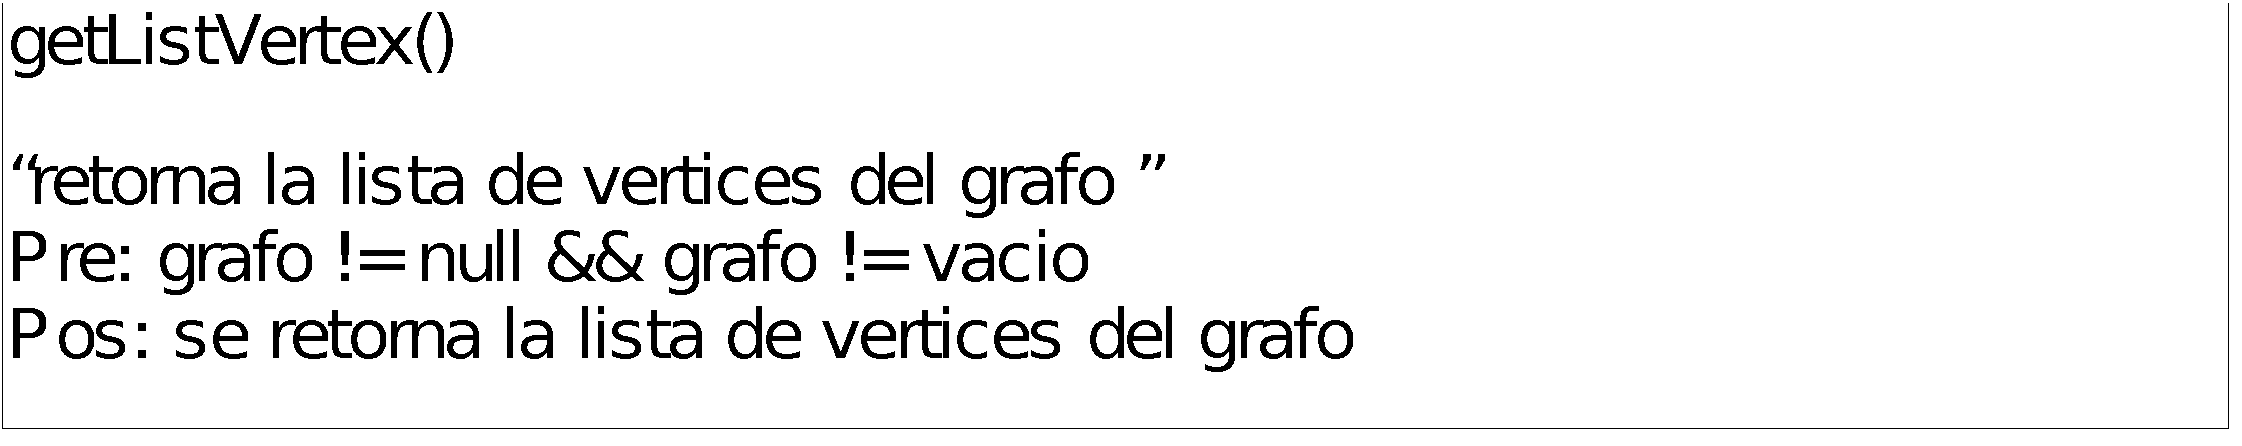 getListVertex()
“retorna la lista de vertices del grafo ”
Pre: grafo != null && grafo != vacio
Pos: se retorna la lista de vertices del grafo